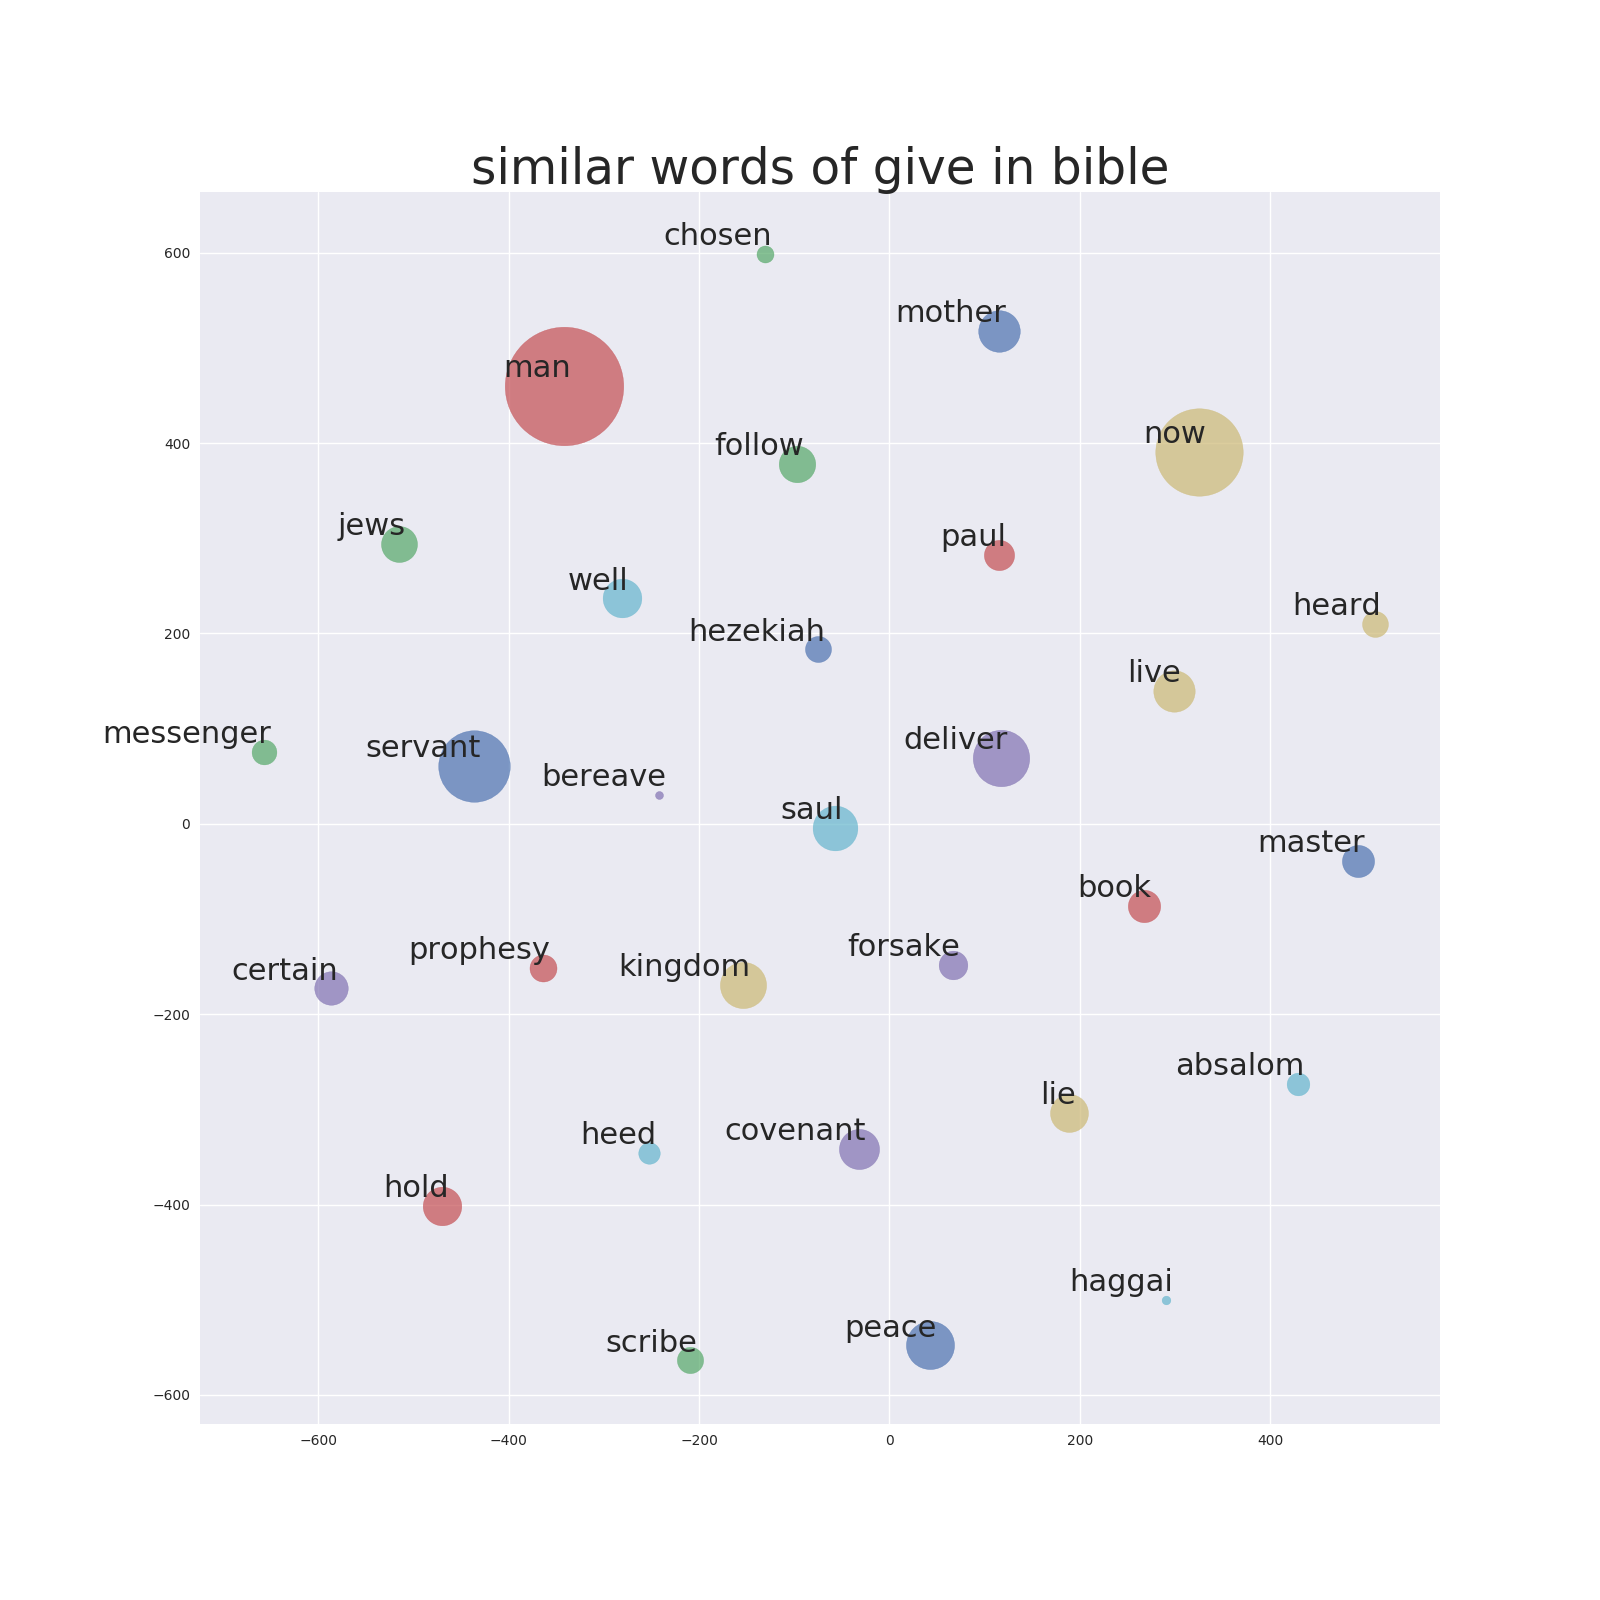 similar words of give in bible
chosen
600
mother
man
now
follow
400
jews
paul
well
heard
hezekiah
200
live
messenger
servant
deliver
bereave
saul
0
master
book
prophesy
forsake
certain
kingdom
−200
absalom
lie
covenant
heed
hold
−400
haggai
peace
scribe
−600
−600 −400 −200 0 200 400